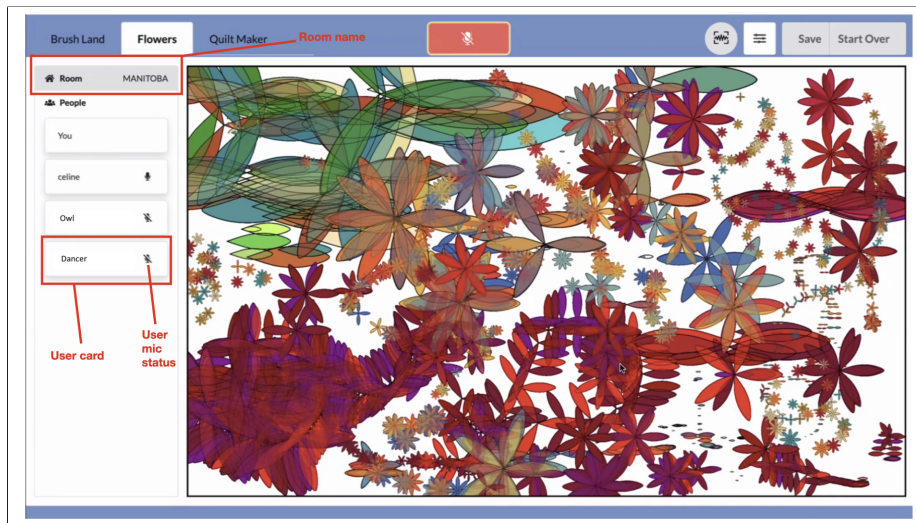 Brush Land
Flowers
Quilt Maker
Room name
Save
Start Over
Room
MANITOBA
People
You
celine
Owl
Dancer
User card
User
mic
status